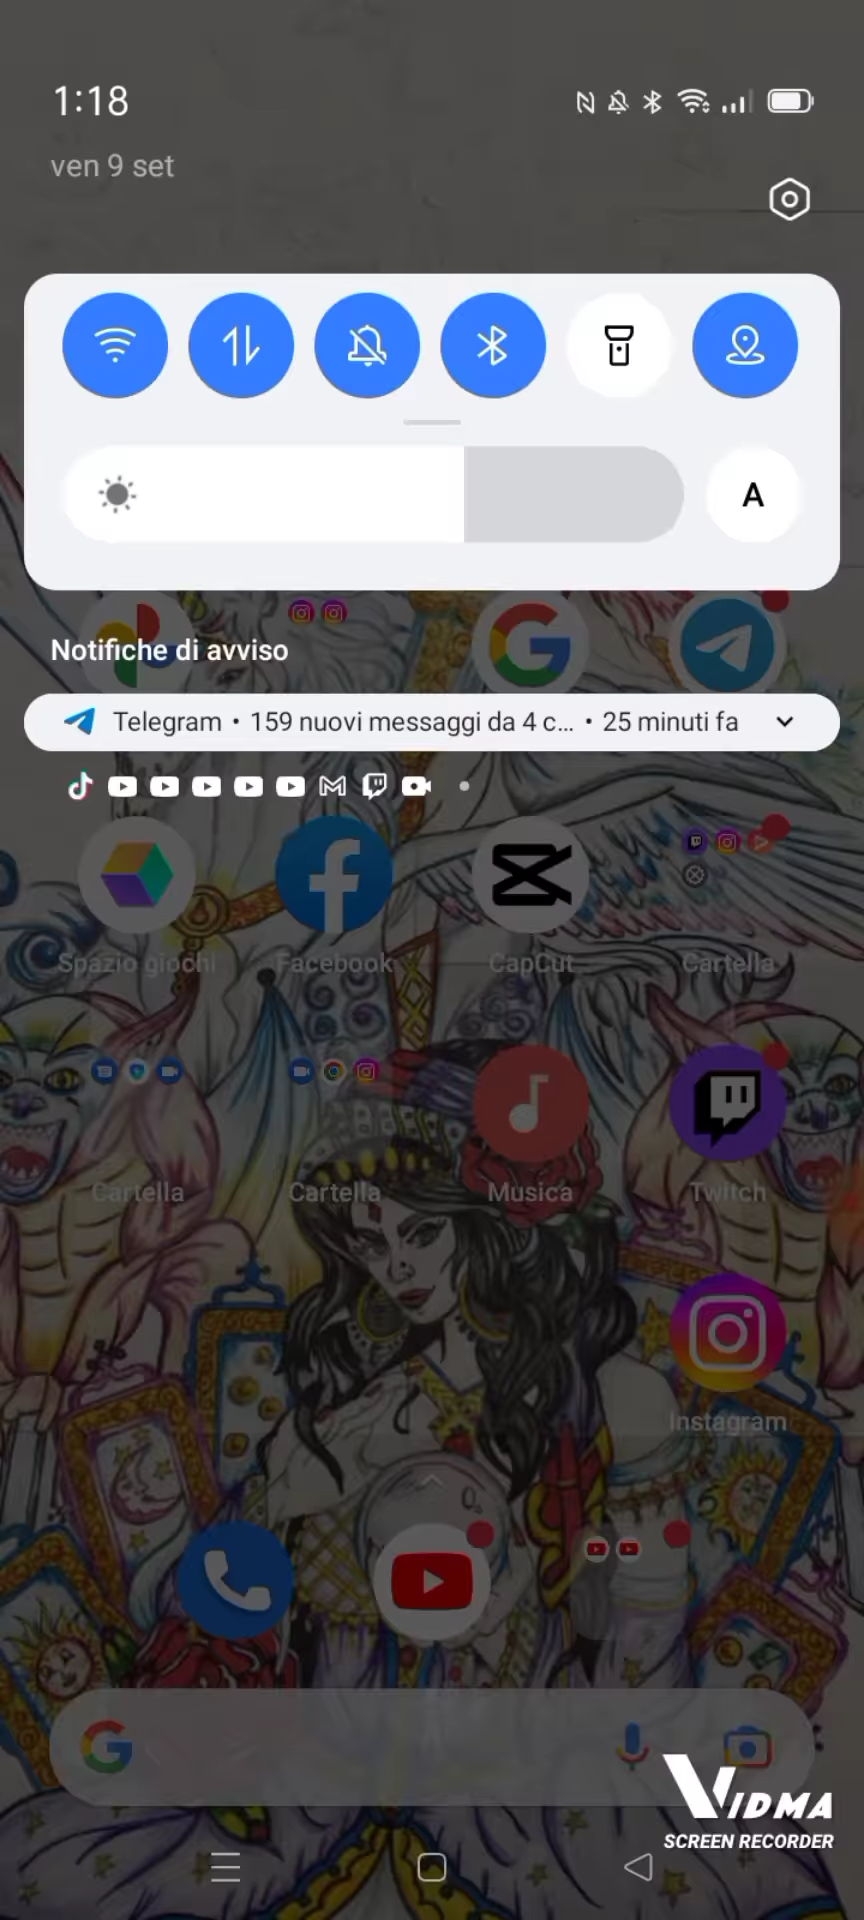 1:18
ven 9 set
A
Notifiche di avviso
Telegram • 159 nuovi messaggi da 4 c... • 25 minuti fa
Spazio giochi
Facebook
CapCut
Cartella
Cartella
Cartella
Musica
Twitch
Instagram
VIDMA
SCREEN RECORDER